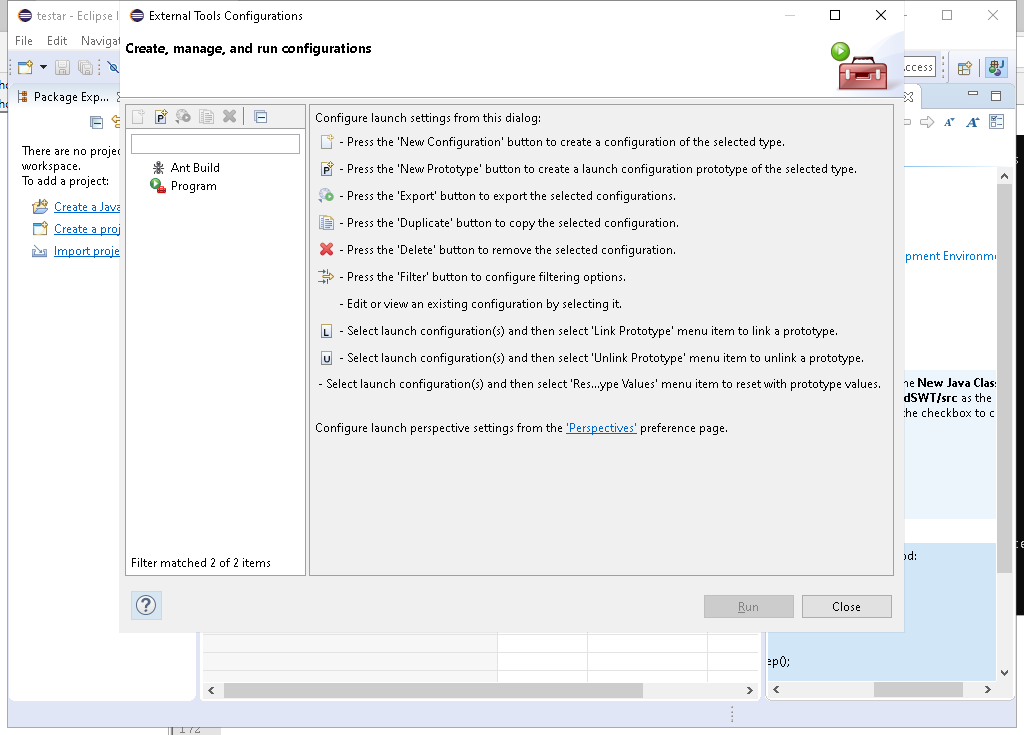 testar - Eclipse
External Tools Configurations
File Edit Navigat
Create, manage, and run configurations
ccess
Package Exp...
There are no projec
workspace.
To add a project:
Create a Java
Create a proj
Import proje
Ant Build
Program
Filter matched 2 of 2 items
Configure launch settings from this dialog:
- Press the 'New Configuration' button to create a configuration of the selected type.
P - Press the 'New Prototype' button to create a launch configuration prototype of the selected type.
- Press the 'Export' button to export the selected configurations.
- Press the 'Duplicate' button to copy the selected configuration.
- Press the 'Delete' button to remove the selected configuration.
- Press the 'Filter' button to configure filtering options.
- Edit or view an existing configuration by selecting it.
L - Select launch configuration(s) and then select 'Link Prototype' menu item to link a prototype.
U - Select launch configuration(s) and then select 'Unlink Prototype' menu item to unlink a prototype.
- Select launch configuration(s) and then select 'Res...ype Values' menu item to reset with prototype values.
Configure launch perspective settings from the 'Perspectives' preference page.
Run
Close
pment Environme
he New Java Clas
dSWT/src as the
the checkbox to c
od:
ep();
172